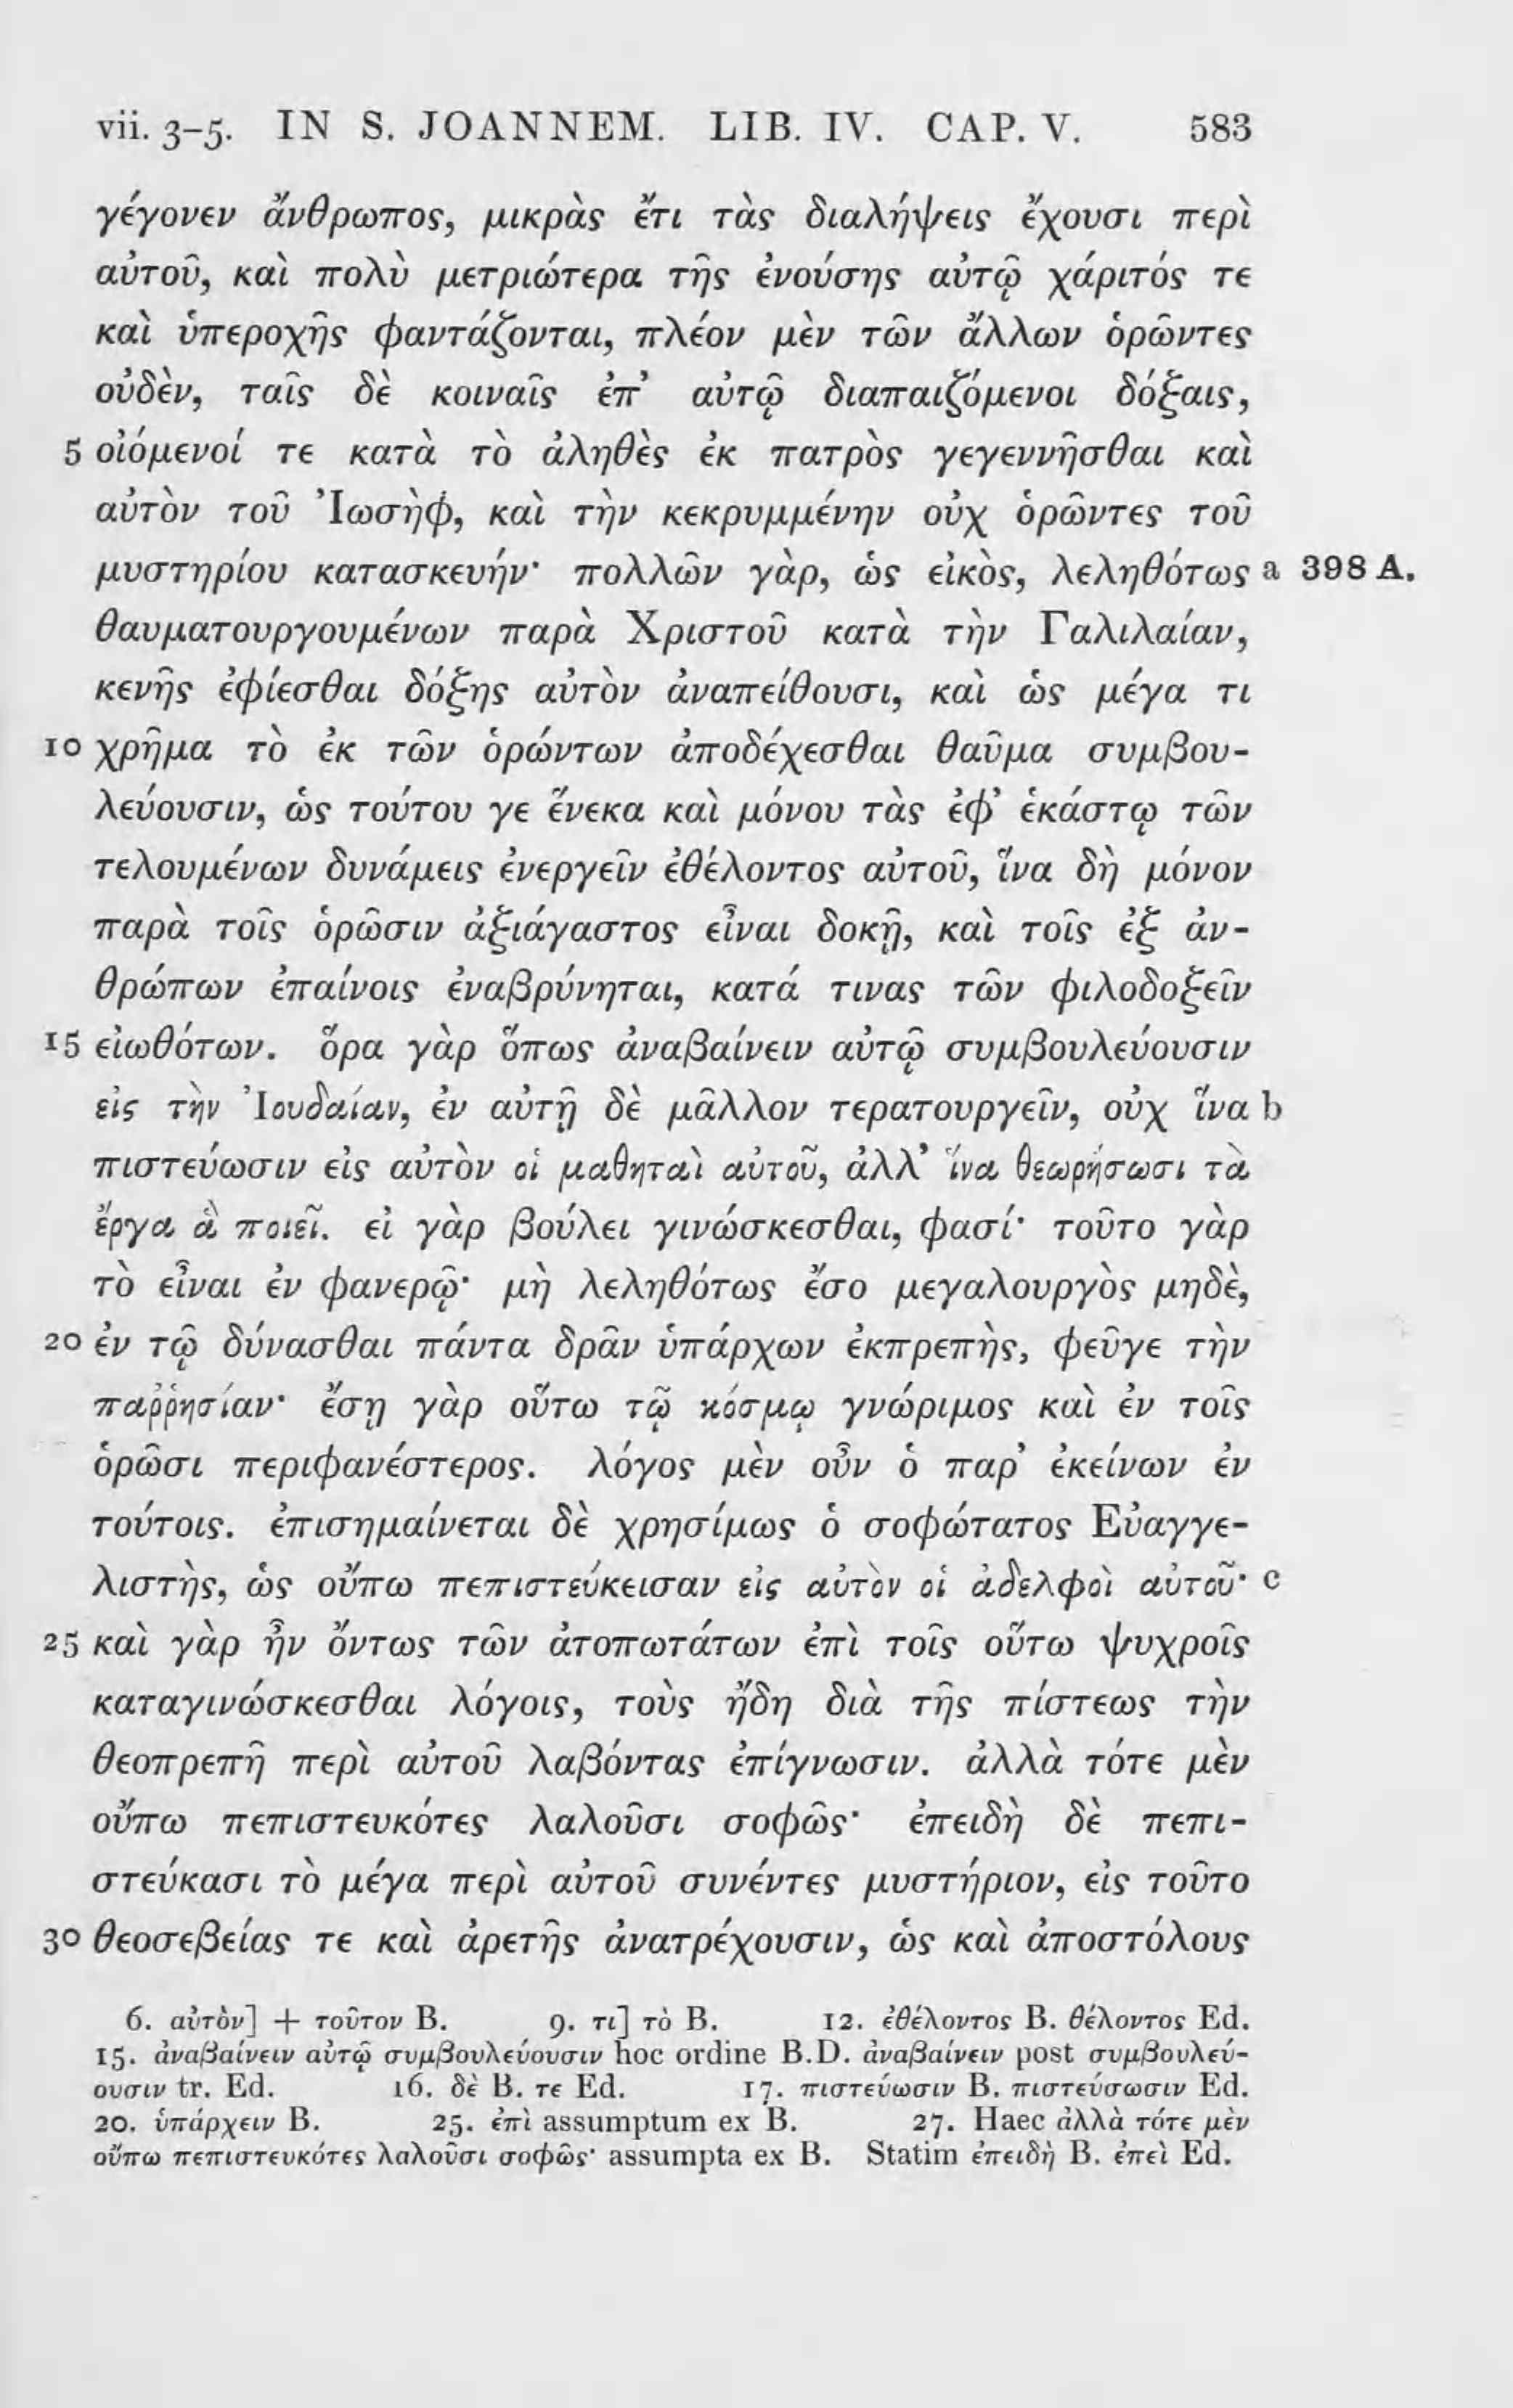 vii. 3-5. IN S. JOANNEM. LIB. IV. CAP. V. 583
γέγονεν ἄνθρωπος, μικρὰς ἔτι τὰς διαλήψεις ἔχουσι περὶ
αὐτοῦ, καὶ πολὺ μετριώτερα τῆς ἐνούσης αὐτῷ χάριτός τε
καὶ ὑπεροχῆς φαντάζονται, πλέον μὲν τῶν ἄλλων ὁρῶντες
οὐδὲν, ταῖς δὲ κοιναῖς ἐπ’ αὐτῷ διαπαιζόμενοι δόξαις,
5 οἰόμενοί τε κατὰ τὸ ἀληθὲς ἐκ πατρὸς γεγεννῆσθαι καὶ
αὐτὸν τοῦ Ἰωσὴφ, καὶ τὴν κεκρυμμένην οὐχ ὁρῶντες τοῦ
μυστηρίου κατασκευήν· πολλῶν γὰρ, ὡς εἰκὸς, λεληθότως a 398 A.
θαυματουργουμένων παρὰ Χριστοῦ κατὰ τὴν Γαλιλαίαν,
κενῆς ἐφίεσθαι δόξης αὐτὸν ἀναπείθουσι, καὶ ὡς μέγα τι
10 χρῆμα τὸ ἐκ τῶν ὁρώντων ἀποδέχεσθαι θαῦμα συμβου-
λεύουσιν, ὡς τούτου γε ἕνεκα καὶ μόνου τὰς ἐφ’ ἑκάστῳ τῶν
τελουμένων δυνάμεις ἐνεργεῖν ἐθέλοντος αὐτοῦ, ἵνα δὴ μόνον
παρὰ τοῖς ὁρῶσιν ἀξιάγαστος εἶναι δοκῇ, καὶ τοῖς ἐξ ἀν-
θρώπων ἐπαίνοις ἐναβρύνηται, κατά τινας τῶν φιλοδοξεῖν
15 εἰωθότων. ὅρα γὰρ ὅπως ἀναβαίνειν αὐτῷ συμβουλεύουσιν
εἰς τὴν Ἰουδαίαν, ἐν αὐτῇ δὲ μᾶλλον τερατουργεῖν, οὐχ ἵνα b
πιστεύωσιν εἰς αὐτὸν οἱ μαθηταὶ αὐτοῦ, ἀλλ’ ἵνα θεωρήσωσι τὰ
ἔργα ἃ ποιεῖ. εἰ γὰρ βούλει γινώσκεσθαι, φασί· τοῦτο γὰρ
τὸ εἶναι ἐν φανερῷ· μὴ λεληθότως ἔσο μεγαλουργὸς μηδὲ,
20 ἐν τῷ δύνασθαι πάντα δρᾶν ὑπάρχων ἐκπρεπὴς, φεῦγε τὴν
παῤῥησίαν· ἔσῃ γὰρ οὕτω τῷ κόσμῳ γνώριμος καὶ ἐν τοῖς
ὁρῶσι περιφανέστερος. λόγος μὲν οὖν ὁ παρ’ ἐκείνων ἐν
τούτοις. ἐπισημαίνεται δὲ χρησίμως ὁ σοφώτατος Εὐαγγε-
λιστὴς, ὡς οὔπω πεπιστεύκεισαν εἰς αὐτὸν οἱ ἀδελφοὶ αὐτοῦ· c
25 καὶ γὰρ ἦν ὄντως τῶν ἀτοπωτάτων ἐπὶ τοῖς οὕτω ψυχροῖς
καταγινώσκεσθαι λόγοις, τοὺς ἤδη διὰ τῆς πίστεως τὴν
θεοπρεπῆ περὶ αὐτοῦ λαβόντας ἐπίγνωσιν. ἀλλὰ τότε μὲν
οὔπω πεπιστευκότες λαλοῦσι σοφῶς· ἐπειδὴ δὲ πεπι-
στεύκασι τὸ μέγα περὶ αὐτοῦ συνέντες μυστήριον, εἰς τοῦτο
30 θεοσεβείας τε καὶ ἀρετῆς ἀνατρέχουσιν, ὡς καὶ ἀποστόλους
6. αὐτὸν] + τοῦτον B. 9. τι] τὸ B. 12. ἐθέλοντος B. θέλοντος Ed.
15. ἀναβαίνειν αὐτῷ συμβουλεύουσιν hoc ordine B.D. ἀναβαίνειν post συμβουλεύ-
ουσιν tr. Ed. 16. δὲ B. τε Ed. 17. πιστεύωσιν B. πιστεύσωσιν Ed.
20. ὑπάρχειν B. 25. ἐπὶ assumptum ex B. 27. Haec ἀλλὰ τότε μὲν
οὔπω πεπιστευκότες λαλοῦσι σοφῶς· assumpta ex B. Statim ἐπειδὴ B. ἐπεὶ Ed.